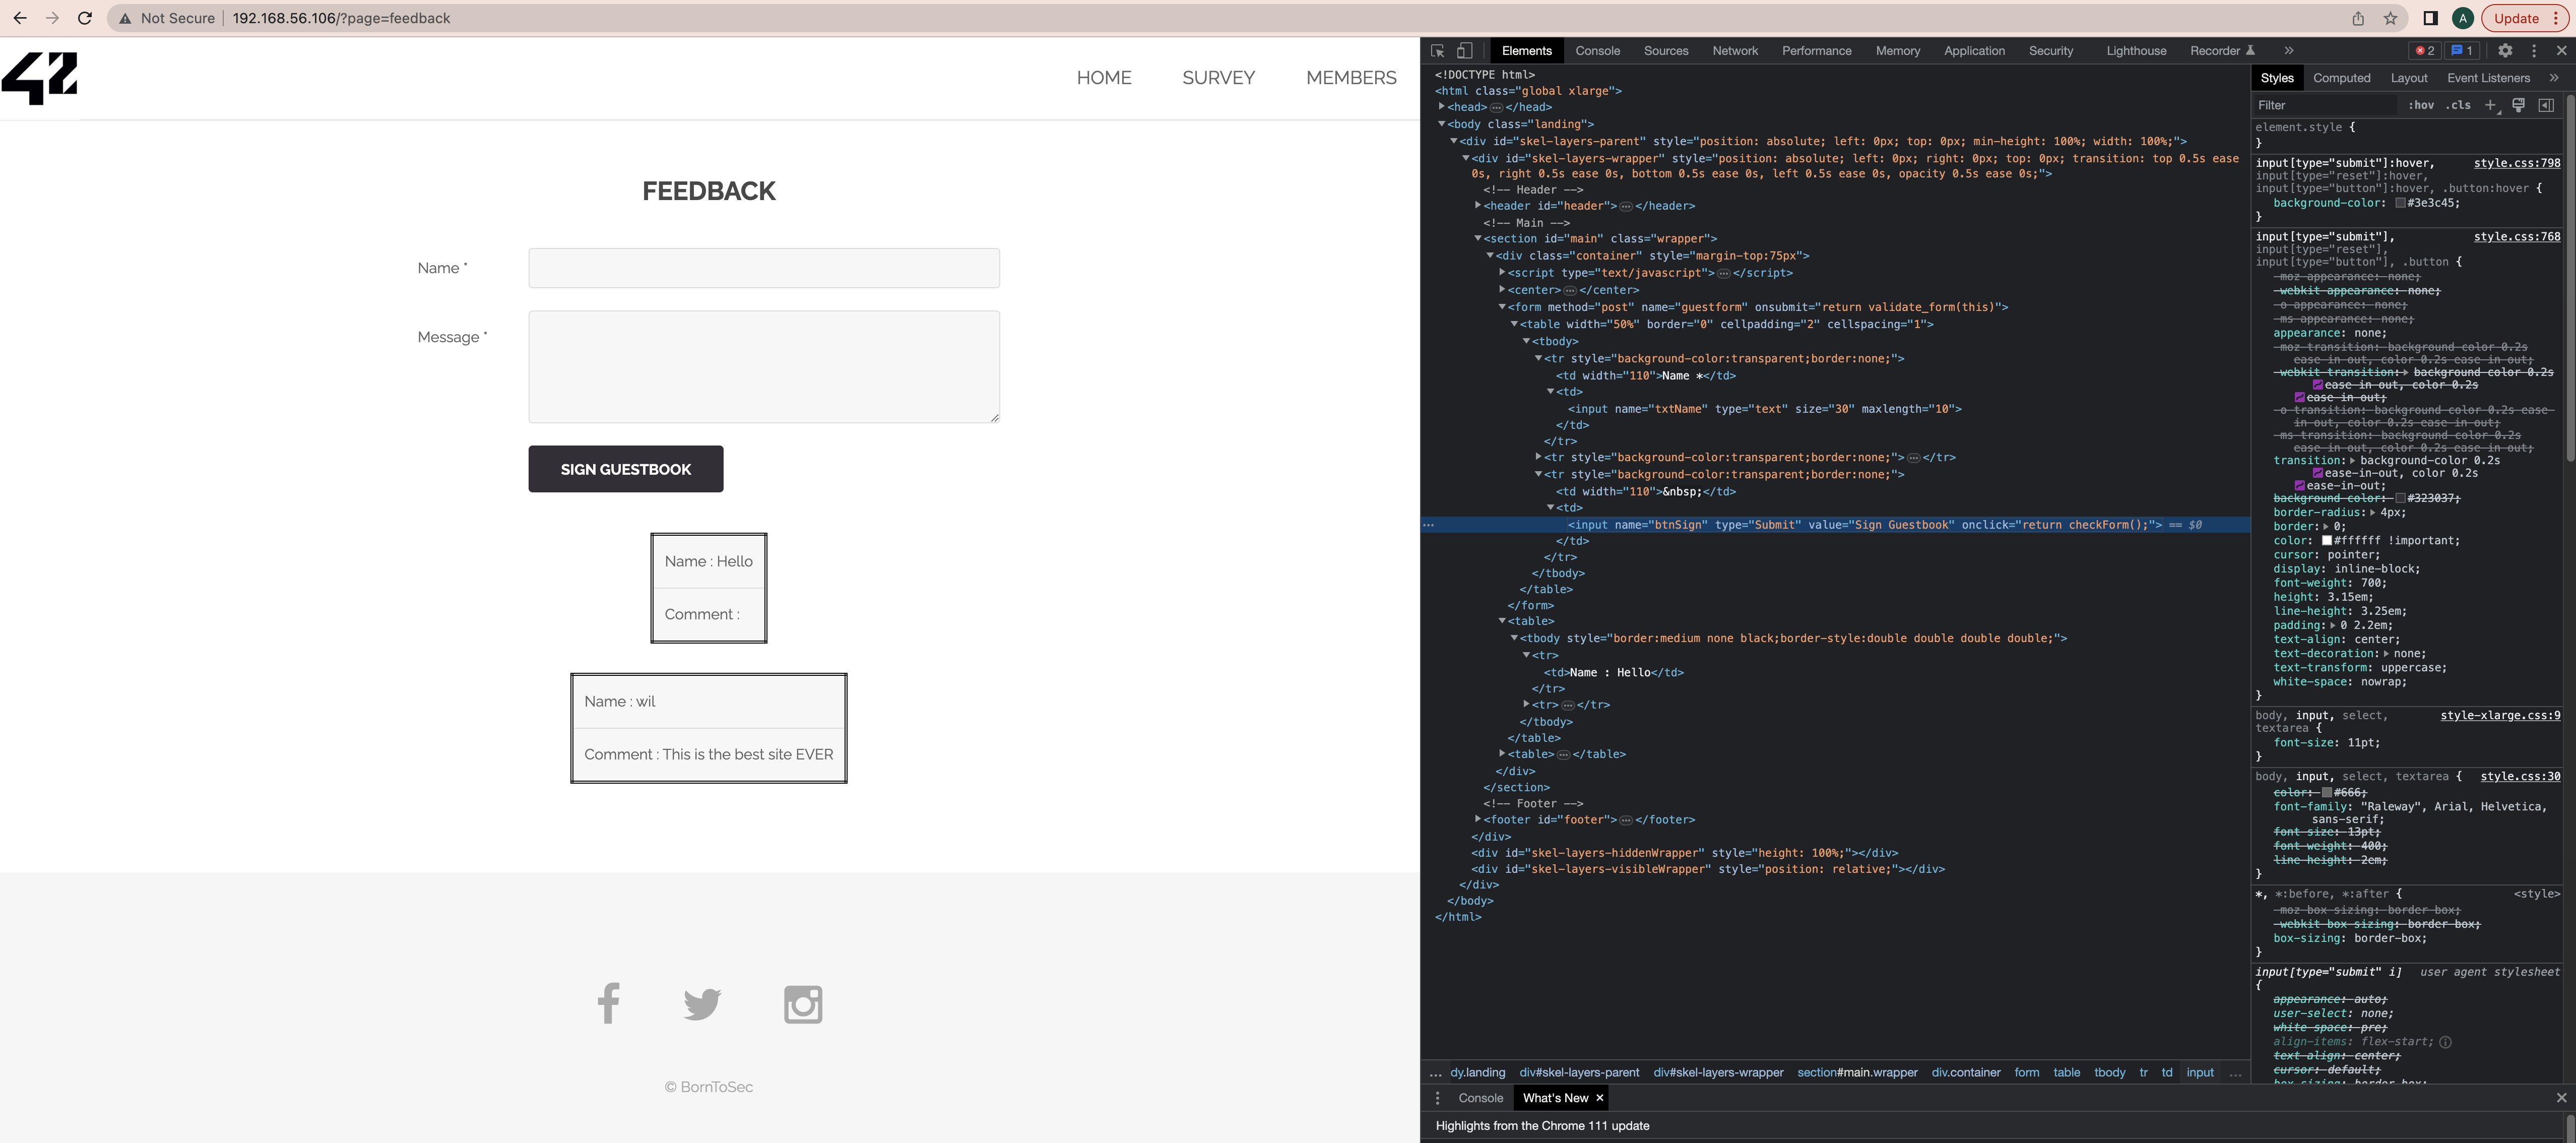 Not Secure | 192.168.56.106/?page=feedback
A
Update
42
HOME
SURVEY
MEMBERS
FEEDBACK
Name *
Message *
SIGN GUESTBOOK
Name : Hello
Comment :
Name : wil
Comment : This is the best site EVER
© BornToSec
Elements Console Sources Network Performance Memory Application Security Lighthouse Recorder » 2 1
<!DOCTYPE html>
<html class="global xlarge">
<head>…</head>
<body class="landing">
<div id="skel-layers-parent" style="position: absolute; left: 0px; top: 0px; min-height: 100%; width: 100%;">
<div id="skel-layers-wrapper" style="position: absolute; left: 0px; right: 0px; top: 0px; transition: top 0.5s ease
0s, right 0.5s ease 0s, bottom 0.5s ease 0s, left 0.5s ease 0s, opacity 0.5s ease 0s;">
<!-- Header -->
<header id="header">…</header>
<!-- Main -->
<section id="main" class="wrapper">
<div class="container" style="margin-top:75px">
<script type="text/javascript">…</script>
<center>…</center>
<form method="post" name="guestform" onsubmit="return validate_form(this)">
<table width="50%" border="0" cellpadding="2" cellspacing="1">
<tbody>
<tr style="background-color:transparent;border:none;">
<td width="110">Name *</td>
<td>
<input name="txtName" type="text" size="30" maxlength="10">
</td>
</tr>
<tr style="background-color:transparent;border:none;">…</tr>
<tr style="background-color:transparent;border:none;">
<td width="110">&nbsp;</td>
<td>
… <input name="btnSign" type="Submit" value="Sign Guestbook" onclick="return checkForm();"> == $0
</td>
</tr>
</tbody>
</table>
</form>
<table>
<tbody style="border:medium none black;border-style:double double double double;">
<tr>
<td>Name : Hello</td>
</tr>
<tr>…</tr>
</tbody>
</table>
<table>…</table>
</div>
</section>
<!-- Footer -->
<footer id="footer">…</footer>
</div>
<div id="skel-layers-hiddenWrapper" style="height: 100%;"></div>
<div id="skel-layers-visibleWrapper" style="position: relative;"></div>
</div>
</body>
</html>
… dy.landing div#skel-layers-parent div#skel-layers-wrapper section#main.wrapper div.container form table tbody tr td input …
Console What's New ×
Highlights from the Chrome 111 update
Styles Computed Layout Event Listeners »
Filter :hov .cls +
element.style {
}
input[type="submit"]:hover, style.css:798
input[type="reset"]:hover,
input[type="button"]:hover, .button:hover {
background-color: #3e3c45;
}
input[type="submit"], style.css:768
input[type="reset"],
input[type="button"], .button {
-moz-appearance: none;
-webkit-appearance: none;
-o-appearance: none;
-ms-appearance: none;
appearance: none;
-moz-transition: background-color 0.2s
ease-in-out, color 0.2s ease-in-out;
-webkit-transition: background-color 0.2s
ease-in-out, color 0.2s
ease-in-out;
-o-transition: background-color 0.2s ease-
in-out, color 0.2s ease-in-out;
-ms-transition: background-color 0.2s
ease-in-out, color 0.2s ease-in-out;
transition: background-color 0.2s
ease-in-out, color 0.2s
ease-in-out;
background-color: #323037;
border-radius: 4px;
border: 0;
color: #ffffff !important;
cursor: pointer;
display: inline-block;
font-weight: 700;
height: 3.15em;
line-height: 3.25em;
padding: 0 2.2em;
text-align: center;
text-decoration: none;
text-transform: uppercase;
white-space: nowrap;
}
body, input, select, style-xlarge.css:9
textarea {
font-size: 11pt;
}
body, input, select, textarea { style.css:30
color: #666;
font-family: "Raleway", Arial, Helvetica,
sans-serif;
font-size: 13pt;
font-weight: 400;
line-height: 2em;
}
*, *:before, *:after { <style>
-moz-box-sizing: border-box;
-webkit-box-sizing: border-box;
box-sizing: border-box;
}
input[type="submit" i] user agent stylesheet
{
appearance: auto;
user-select: none;
white-space: pre;
align-items: flex-start;
text-align: center;
cursor: default;
box-sizing: border-box;